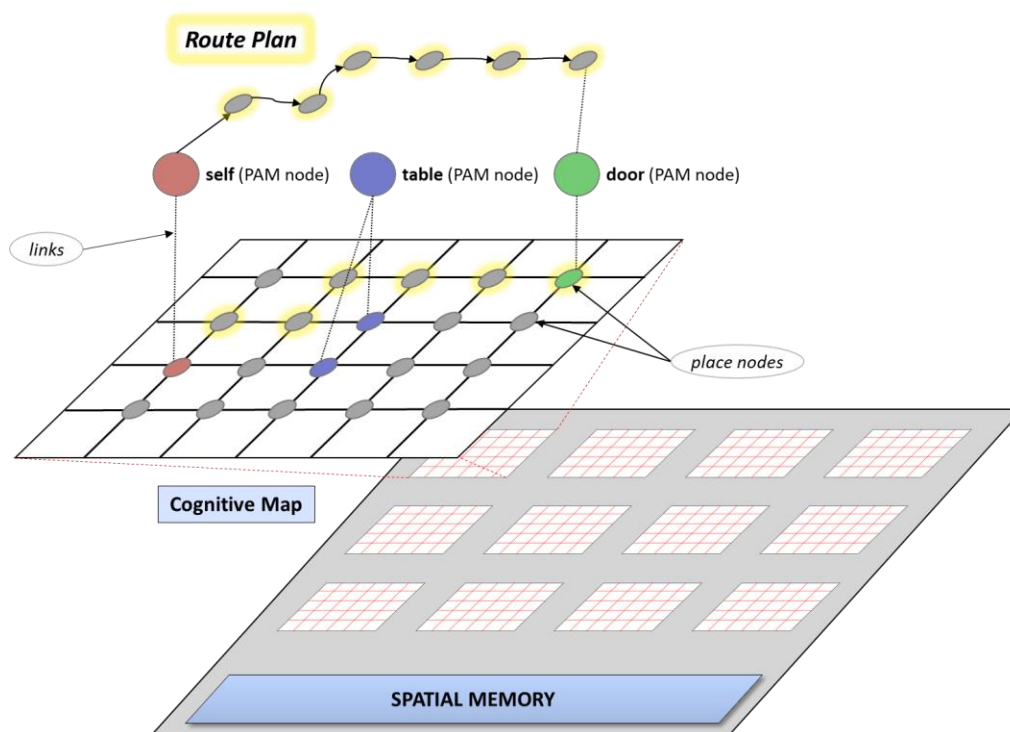 Route Plan
self (PAM node)
table (PAM node)
door (PAM node)
links
place nodes
Cognitive Map
SPATIAL MEMORY